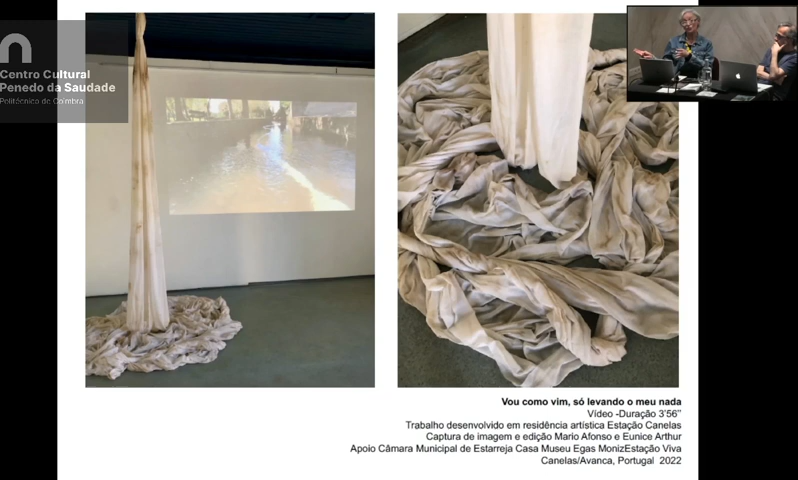 Centro Cultural
Penedo da Saudade
Politécnico de Coimbra
Vou como vim, só levando o meu nada
Vídeo -Duração 3'56''
Trabalho desenvolvido em residência artística Estação Canelas
Captura de imagem e edição Mario Afonso e Eunice Arthur
Apoio Câmara Municipal de Estarreja Casa Museu Egas MonizEstação Viva
Canelas/Avanca, Portugal 2022